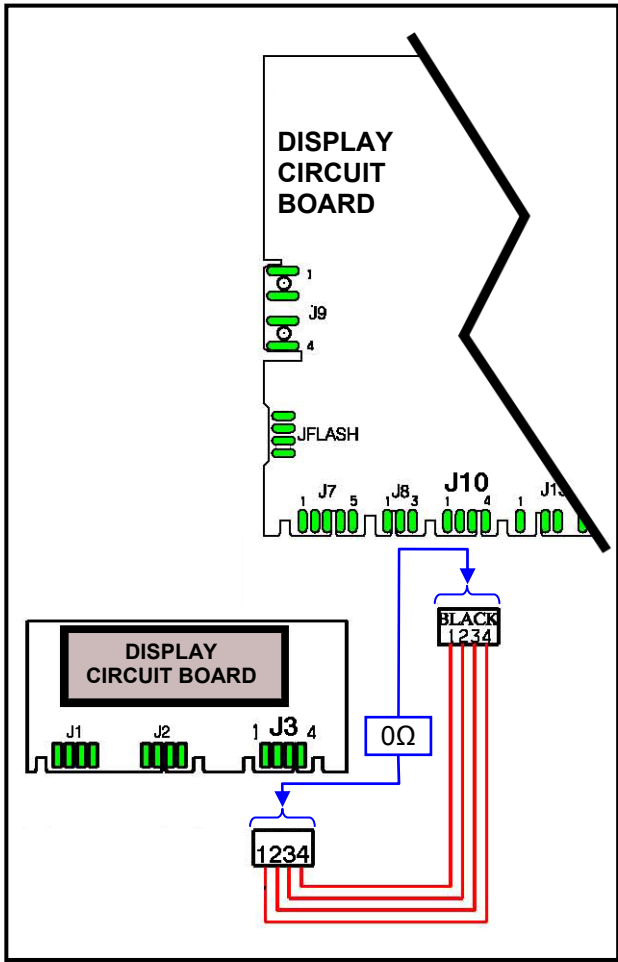 DISPLAY
CIRCUIT
BOARD
1
J9
4
JFLASH
J7 J8 J10
1 5 1 3 1 4 1
BLACK
1234
DISPLAY
CIRCUIT BOARD
0Ω
J1 J2 1 J3 4
1234